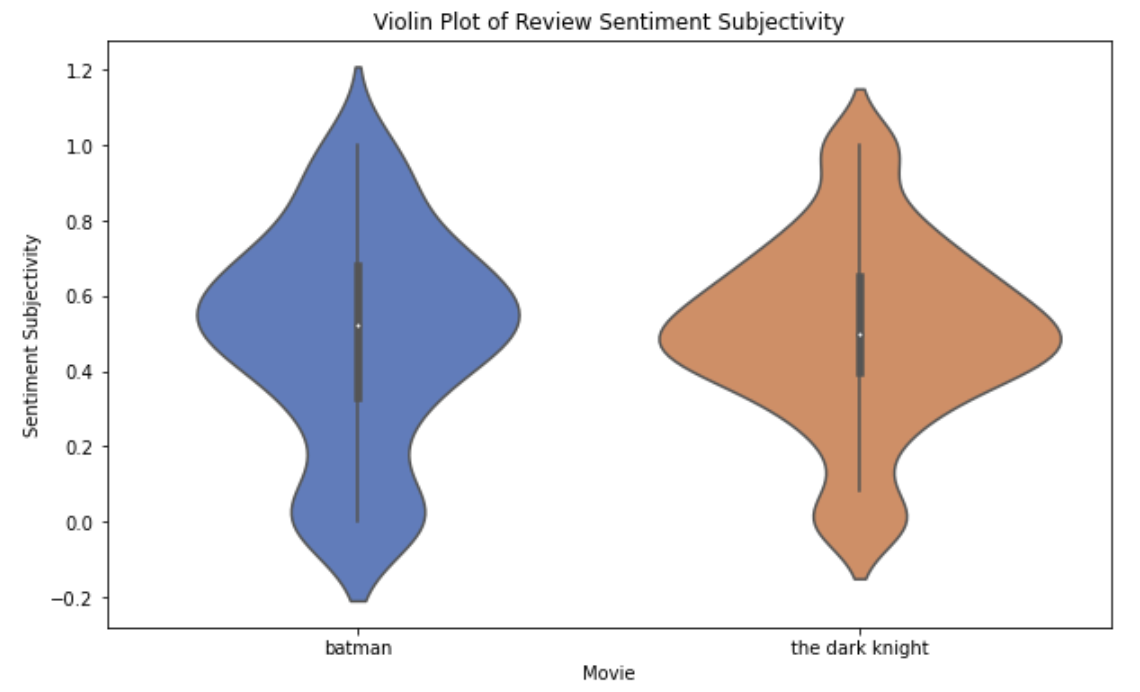 Violin Plot of Review Sentiment Subjectivity
1.2
1.0
0.8
0.6
0.4
0.2
0.0
−0.2
Sentiment Subjectivity
batman
the dark knight
Movie